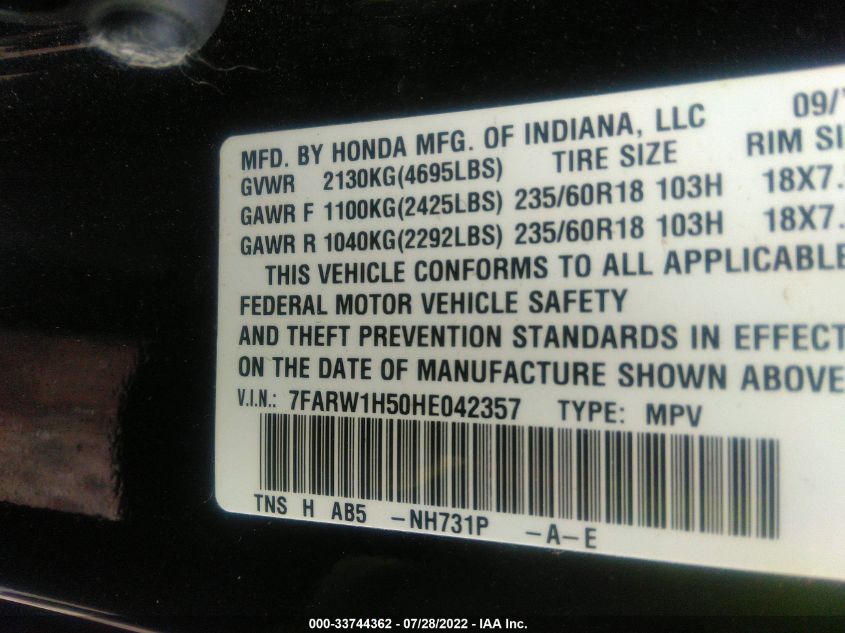 MFD. BY HONDA MFG. OF INDIANA, LLC 09/
GVWR 2130KG(4695LBS) TIRE SIZE RIM SI
GAWR F 1100KG(2425LBS) 235/60R18 103H 18X7.
GAWR R 1040KG(2292LBS) 235/60R18 103H 18X7.
THIS VEHICLE CONFORMS TO ALL APPLICABLE
FEDERAL MOTOR VEHICLE SAFETY
AND THEFT PREVENTION STANDARDS IN EFFECT
ON THE DATE OF MANUFACTURE SHOWN ABOVE
V.I.N.: 7FARW1H50HE042357 TYPE: MPV
TNS H AB5 -NH731P -A-E
000-33744362 - 07/28/2022 - IAA Inc.